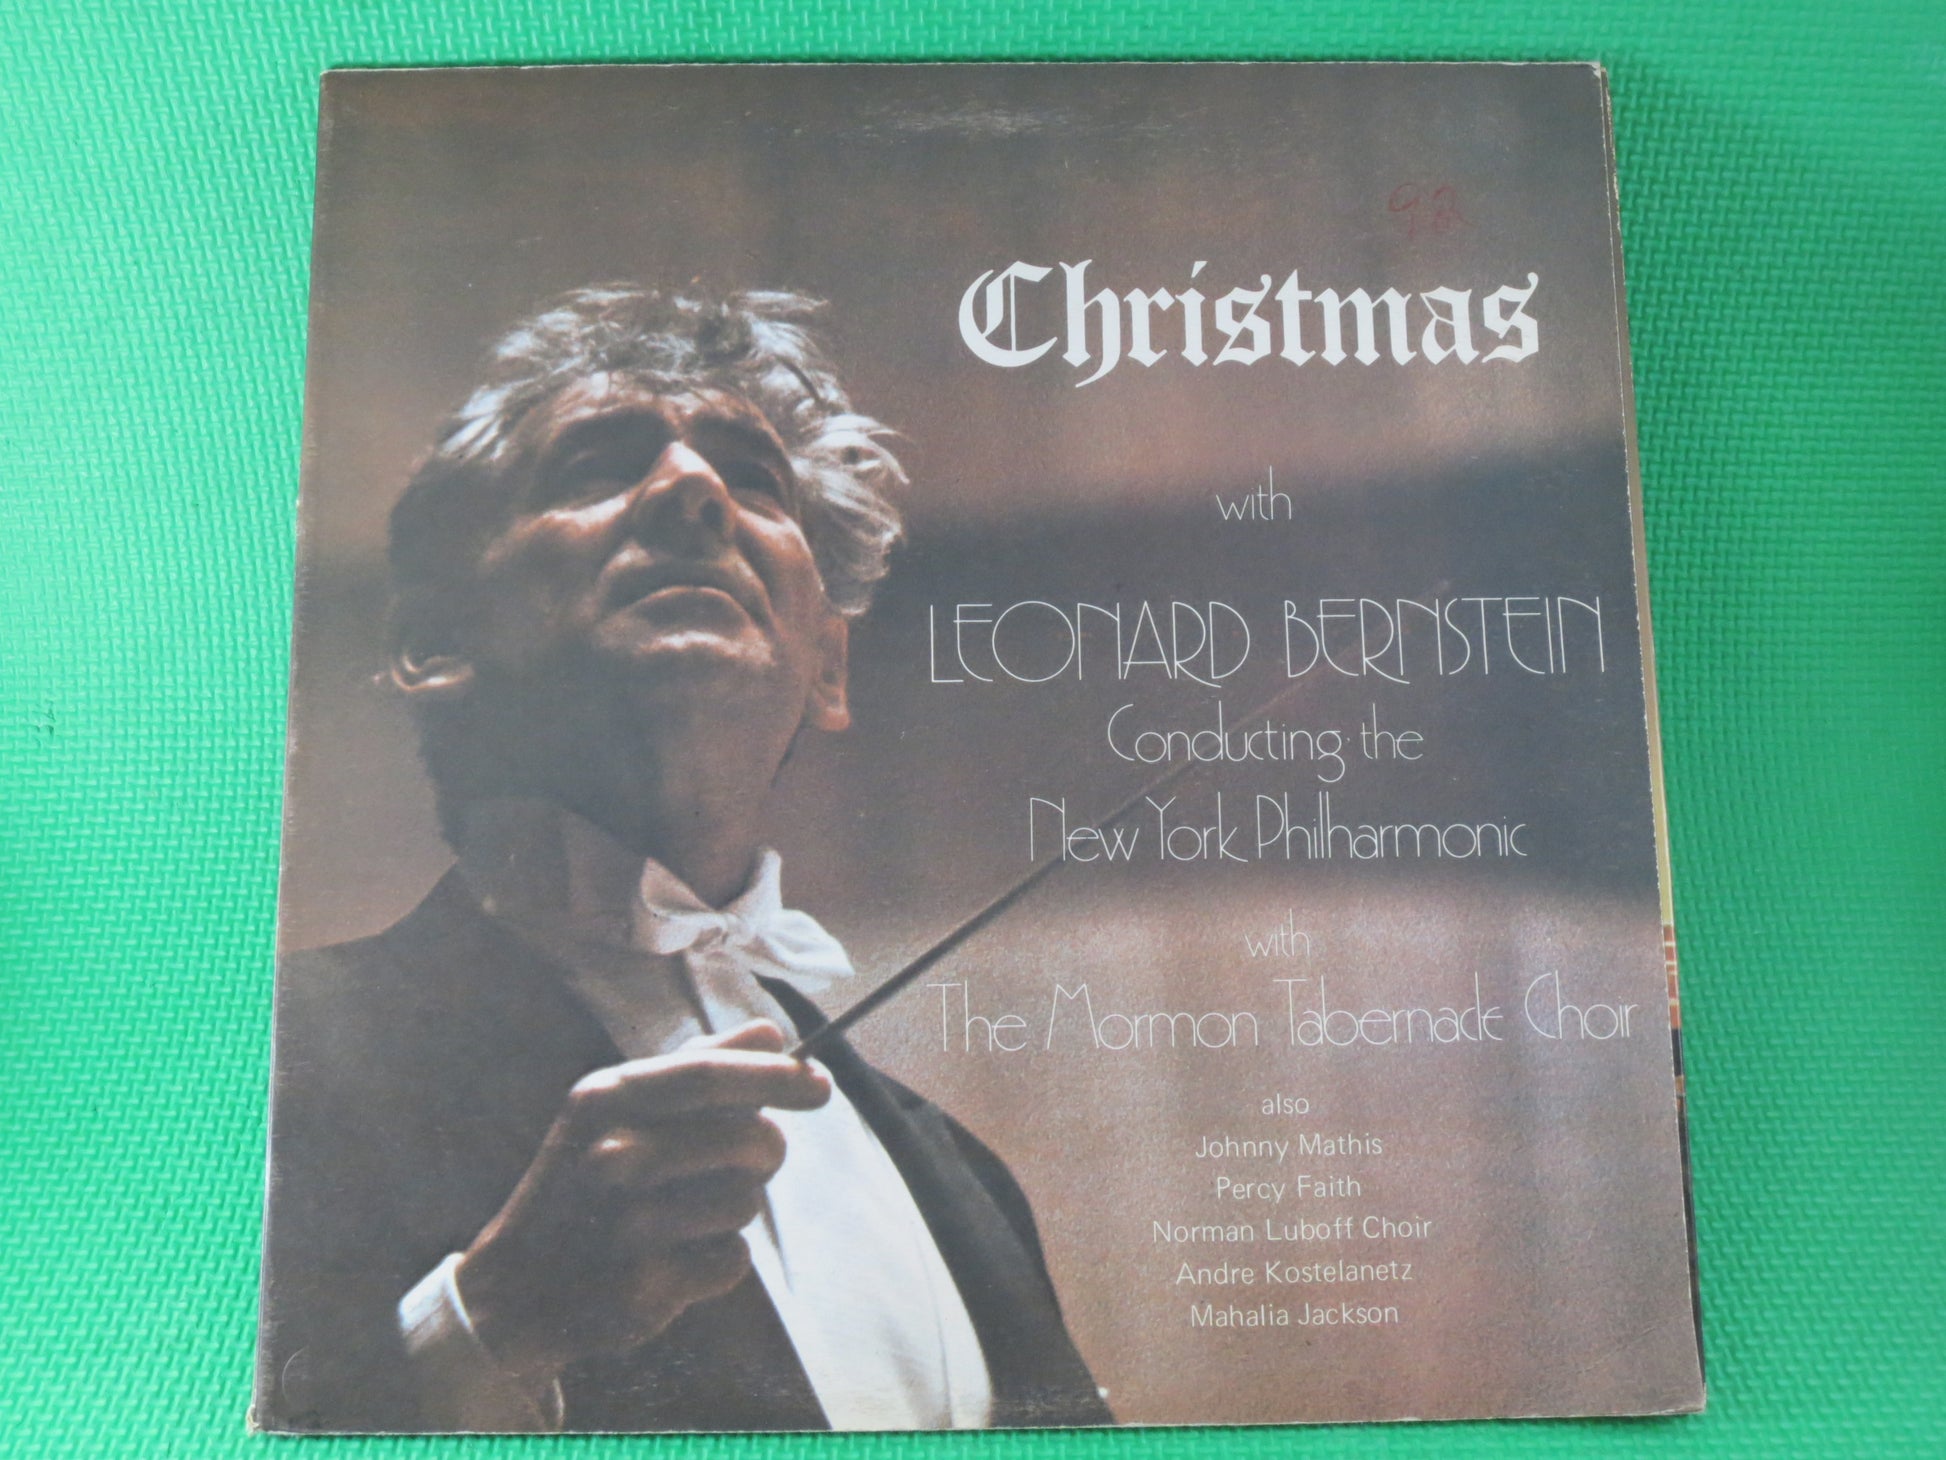 92
Christmas
with
LEONARD BERNSTEIN
Conducting the
New York Philharmonic
with
The Mormon Tabernacle Choir
also
Johnny Mathis
Percy Faith
Norman Luboff Choir
Andre Kostelanetz
Mahalia Jackson